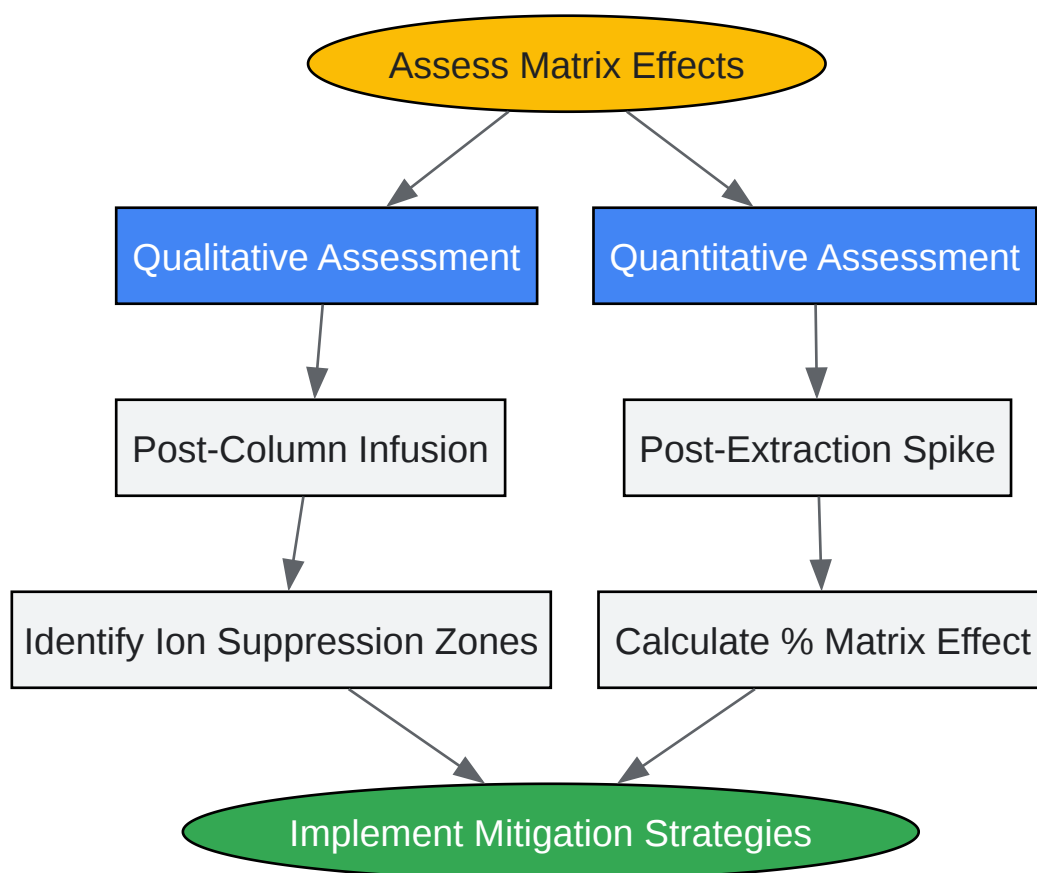 Assess Matrix Effects
Qualitative Assessment
Quantitative Assessment
Post-Column Infusion
Post-Extraction Spike
Identify Ion Suppression Zones
Calculate % Matrix Effect
Implement Mitigation Strategies